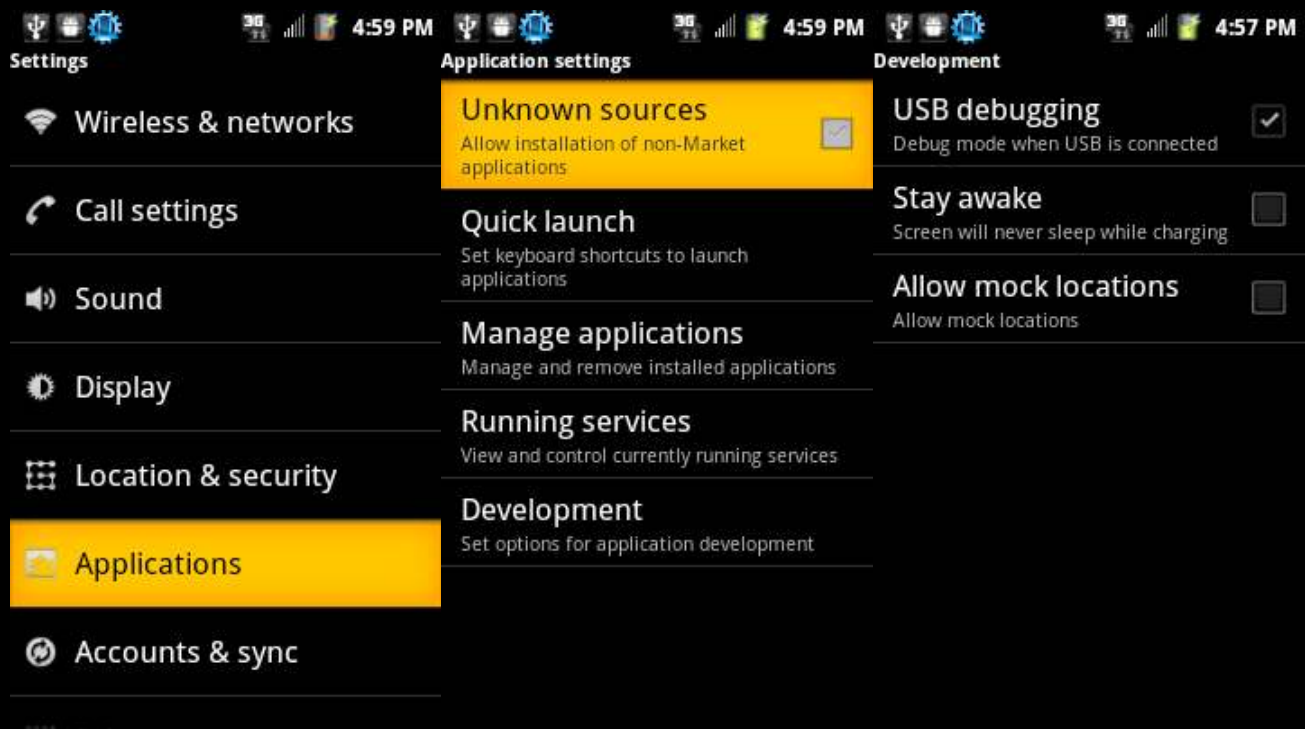 3G 4:59 PM
Settings
Wireless & networks
Call settings
Sound
Display
Location & security
Applications
Accounts & sync
3G 4:59 PM
Application settings
Unknown sources
Allow installation of non-Market
applications
Quick launch
Set keyboard shortcuts to launch
applications
Manage applications
Manage and remove installed applications
Running services
View and control currently running services
Development
Set options for application development
3G 4:57 PM
Development
USB debugging
Debug mode when USB is connected
Stay awake
Screen will never sleep while charging
Allow mock locations
Allow mock locations